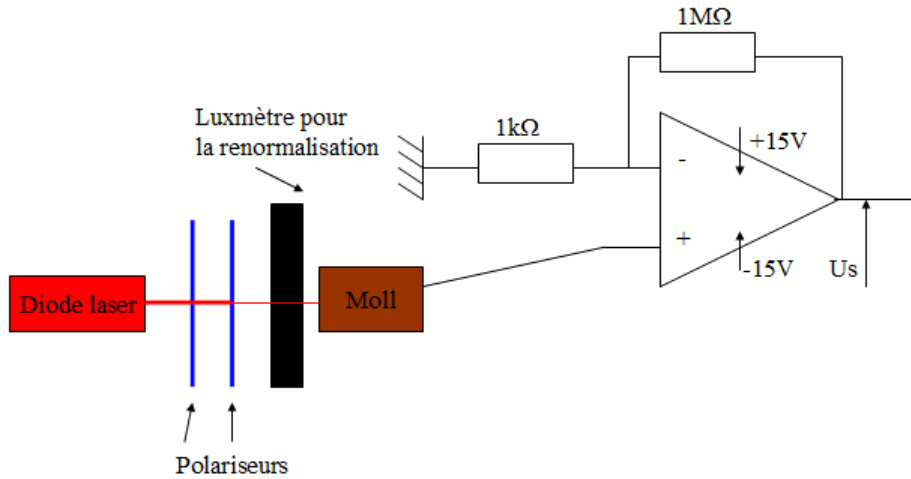 1MΩ
Luxmètre pour
la renormalisation
1kΩ
+15V
-
+
-15V
Us
Diode laser
Moll
Polariseurs